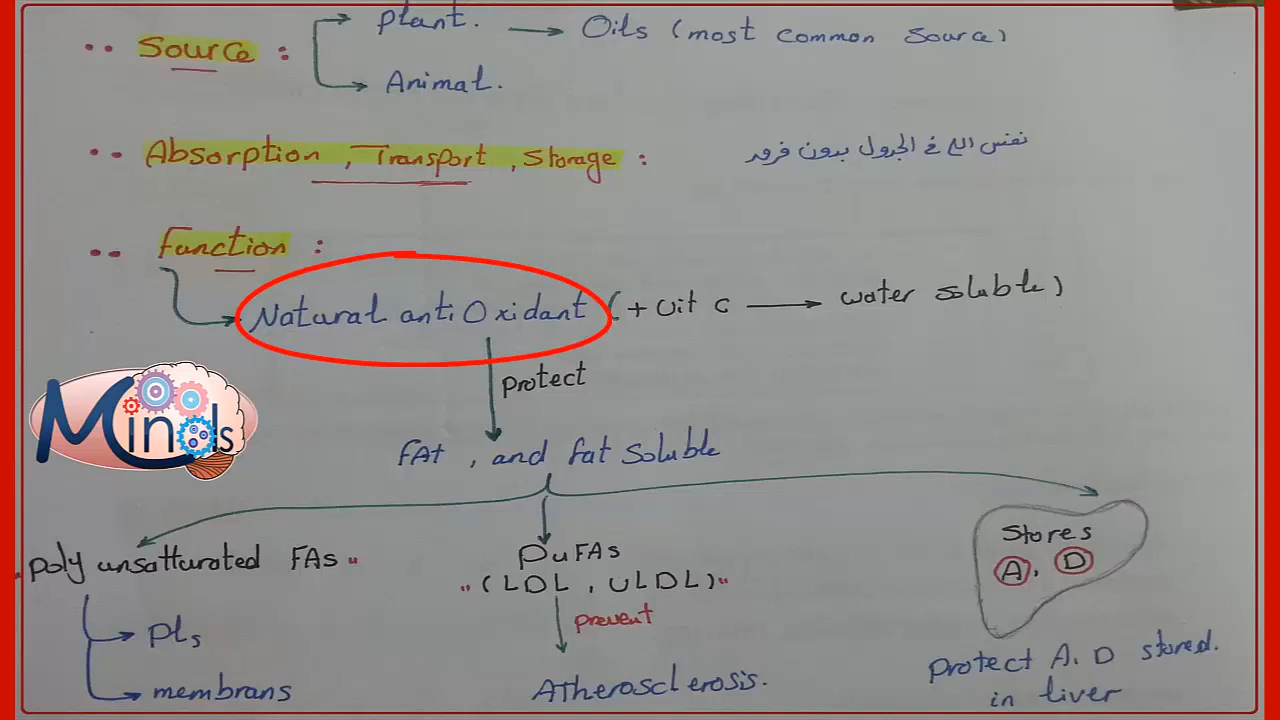 Plant. → Oils (most common source)
•• Source :
Animal.
•• Absorption, Transport, Storage : نفس اللي في الجدول بدون فرود
•• Function :
Natural antiOxidant (+ vit c → water soluble)
protect
Minds
FAt, and fat soluble
poly unsatturated FAs "
PuFAs
"(LDL, VLDL)"
Stores
A, D
PLs
prevent
membrans
Atherosclerosis.
protect A, D stored.
in liver